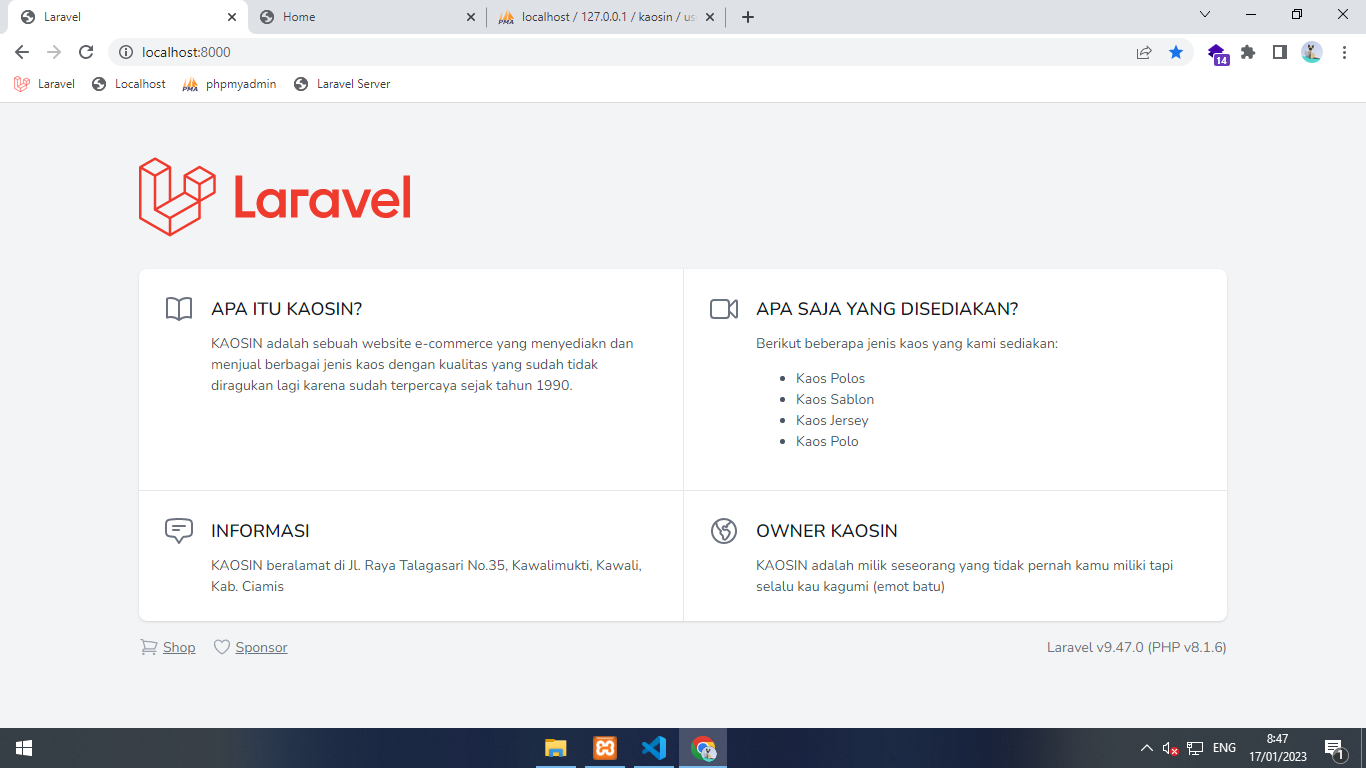 Laravel
Home
localhost / 127.0.0.1 / kaosin / us
localhost:8000
14
Laravel
Localhost
phpmyadmin
Laravel Server
Laravel
APA ITU KAOSIN?
KAOSIN adalah sebuah website e-commerce yang menyediakn dan
menjual berbagai jenis kaos dengan kualitas yang sudah tidak
diragukan lagi karena sudah terpercaya sejak tahun 1990.
APA SAJA YANG DISEDIAKAN?
Berikut beberapa jenis kaos yang kami sediakan:
• Kaos Polos
• Kaos Sablon
• Kaos Jersey
• Kaos Polo
INFORMASI
KAOSIN beralamat di Jl. Raya Talagasari No.35, Kawalimukti, Kawali,
Kab. Ciamis
OWNER KAOSIN
KAOSIN adalah milik seseorang yang tidak pernah kamu miliki tapi
selalu kau kagumi (emot batu)
Shop
Sponsor
Laravel v9.47.0 (PHP v8.1.6)
ENG
8:47
17/01/2023
1